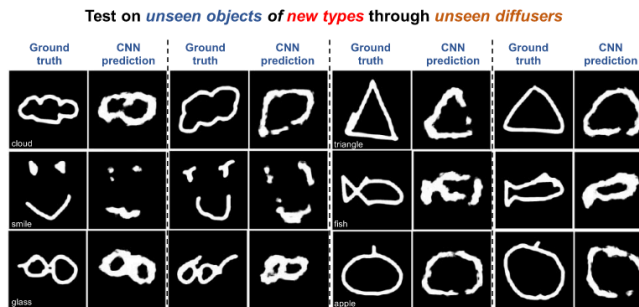 Test on unseen objects of new types through unseen diffusers
Ground truth CNN prediction Ground truth CNN prediction Ground truth CNN prediction Ground truth CNN prediction
cloud triangle
smile fish
glass apple